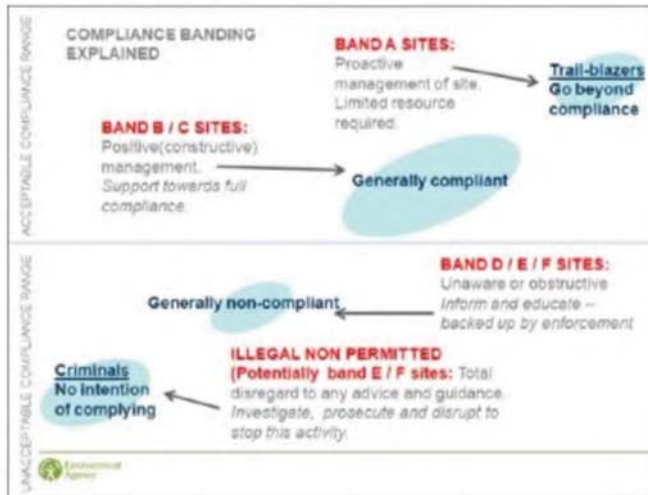 COMPLIANCE BANDING
EXPLAINED
ACCEPTABLE COMPLIANCE RANGE
BAND A SITES:
Proactive
management of site.
Limited resource
required.
Trail-blazers
Go beyond
compliance
BAND B / C SITES:
Positive(constructive)
management.
Support towards full
compliance.
Generally compliant
UNACCEPTABLE COMPLIANCE RANGE
BAND D / E / F SITES:
Unaware or obstructive
Inform and educate –
backed up by enforcement
Generally non-compliant
ILLEGAL NON PERMITTED
(Potentially band E / F sites: Total
disregard to any advice and guidance.
Investigate, prosecute and disrupt to
stop this activity.
Criminals
No intention
of complying
Environment
Agency